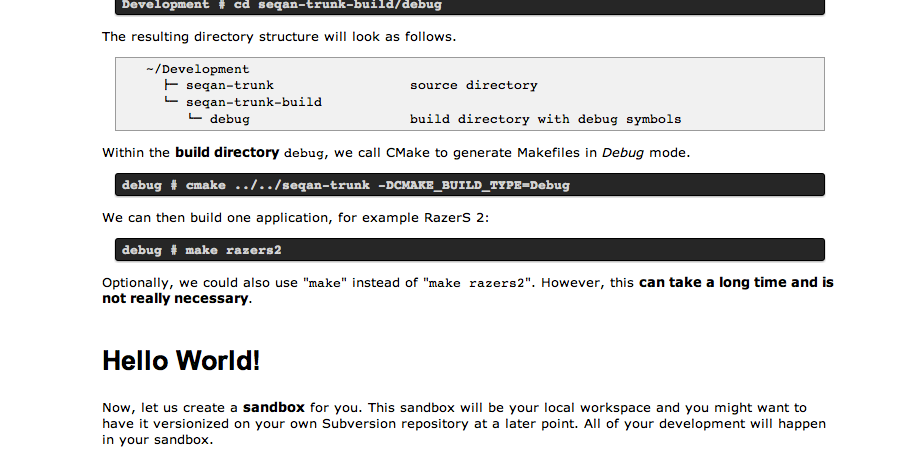 Development # cd seqan-trunk-build/debug
The resulting directory structure will look as follows.
~/Development
├─ seqan-trunk source directory
└─ seqan-trunk-build
└─ debug build directory with debug symbols
Within the build directory debug, we call CMake to generate Makefiles in Debug mode.
debug # cmake ../../seqan-trunk -DCMAKE_BUILD_TYPE=Debug
We can then build one application, for example RazerS 2:
debug # make razers2
Optionally, we could also use "make" instead of "make razers2". However, this can take a long time and is
not really necessary.
Hello World!
Now, let us create a sandbox for you. This sandbox will be your local workspace and you might want to
have it versionized on your own Subversion repository at a later point. All of your development will happen
in your sandbox.